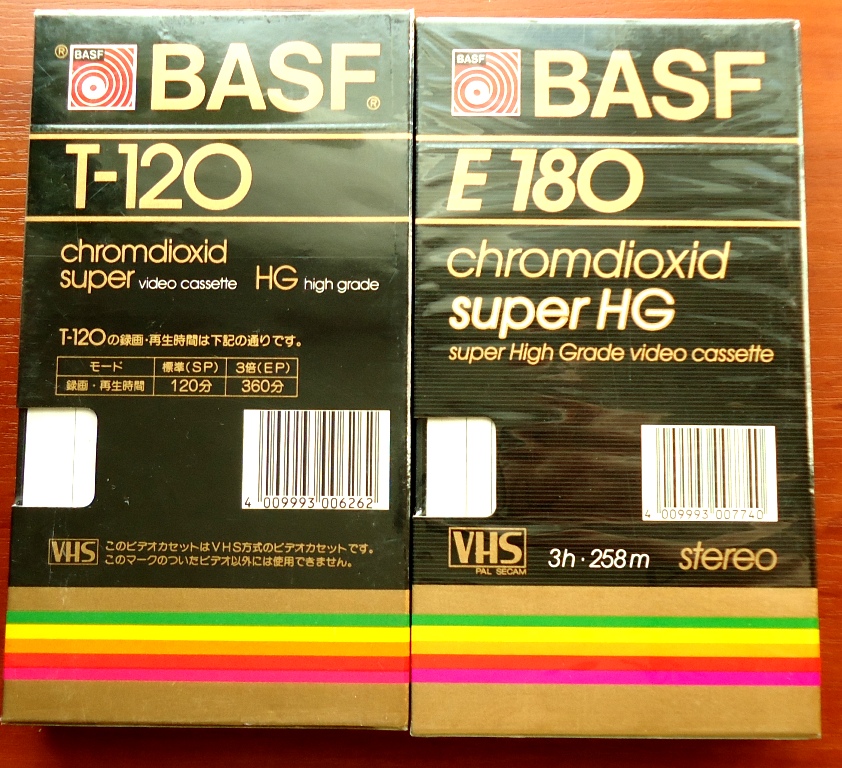 ® BASF BASF®
T-120
chromdioxid
super video cassette HG high grade
T-120の録画・再生時間は下記の通りです。
モード 標準(SP) 3倍(EP)
録画・再生時間 120分 360分
4 009993 006262
VHS このビデオカセットはVHS方式のビデオカセットです。
このマークのついたビデオ以外には使用できません。
BASF BASF
E 180
chromdioxid
super HG
super High Grade video cassette
4 009993 007740
VHS 3h·258m stereo
PAL SECAM